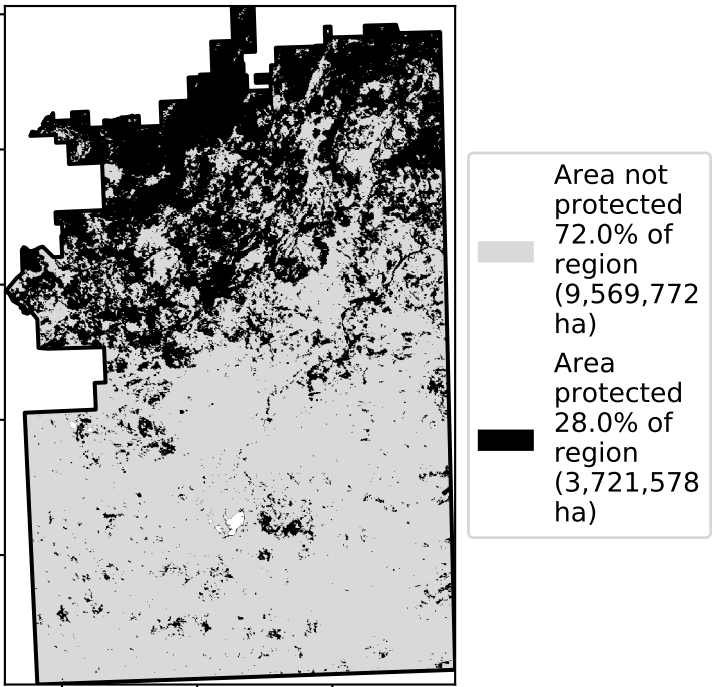 Area not
protected
72.0% of
region
(9,569,772
ha)
Area
protected
28.0% of
region
(3,721,578
ha)